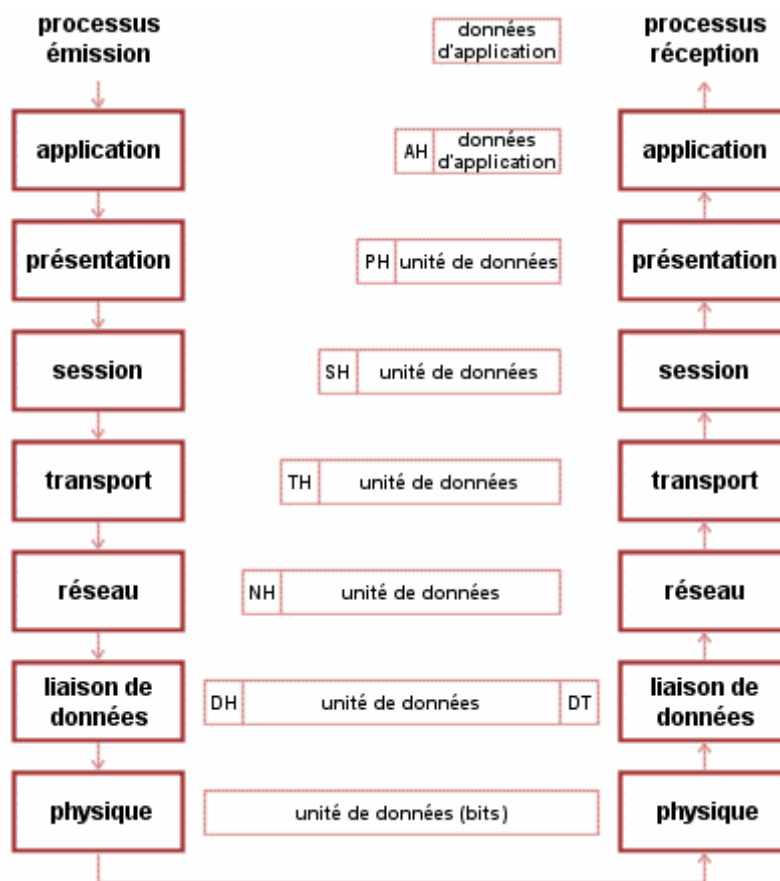 processus
émission
données
d'application
processus
réception
application
AH
données
d'application
application
présentation
PH
unité de données
présentation
session
SH
unité de données
session
transport
TH
unité de données
transport
réseau
NH
unité de données
réseau
liaison de
données
DH
unité de données
DT
liaison de
données
physique
unité de données (bits)
physique